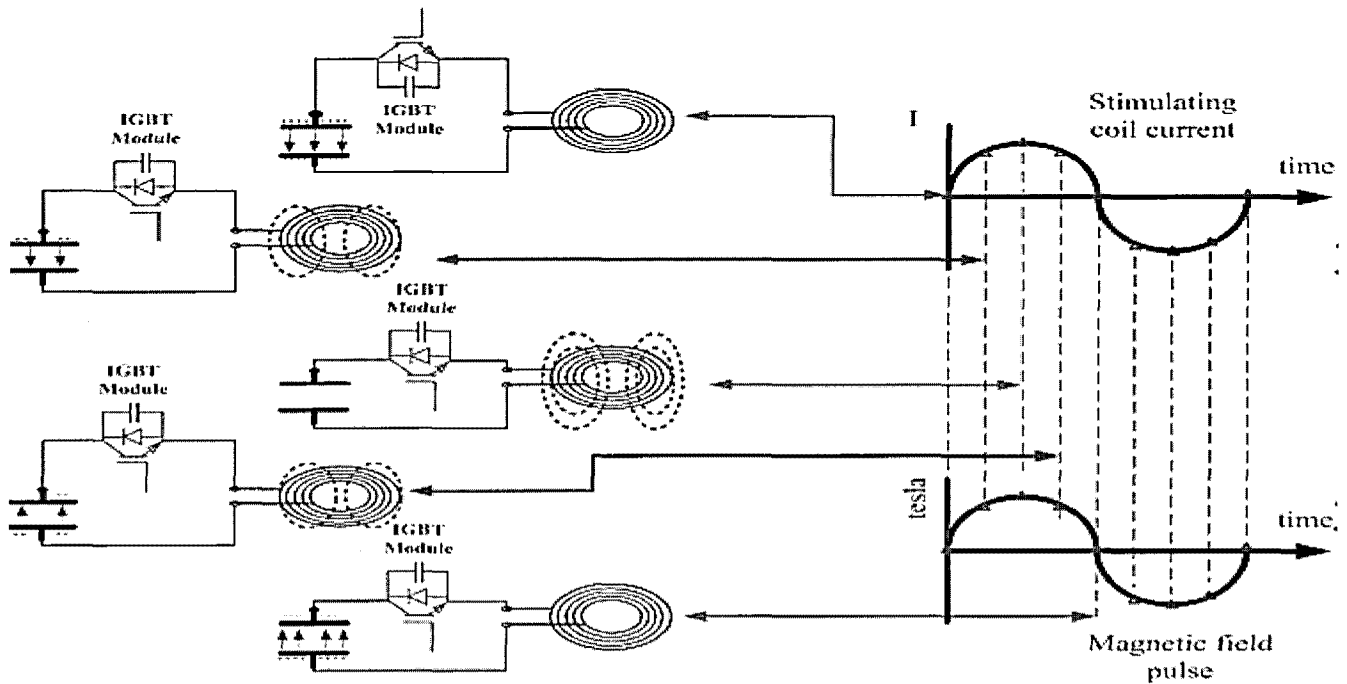 IGBT
Module
IGBT
Module
I
Stimulating
coil current
time
IGBT
Module
IGBT
Module
tesla
time
IGBT
Module
Magnetic field
pulse